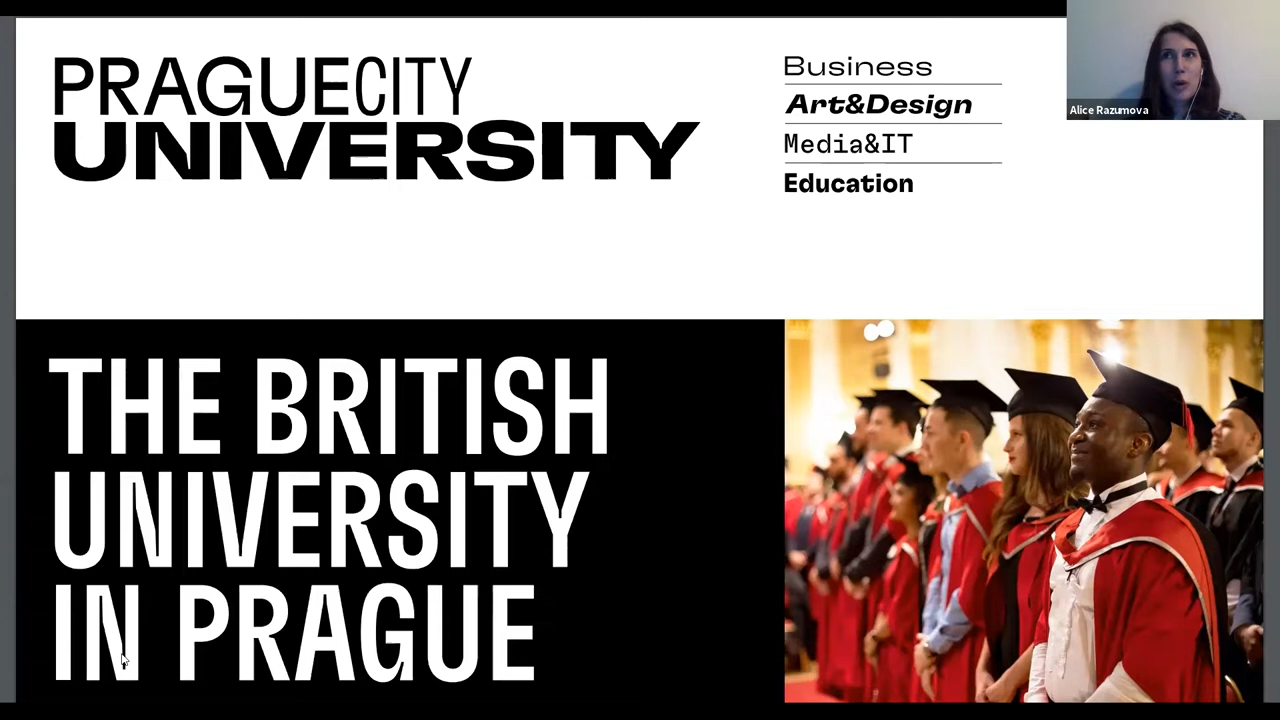 PRAGUECITY
UNIVERSITY
Business
Art&Design
Media&IT
Education
Alice Razumova
THE BRITISH
UNIVERSITY
IN PRAGUE